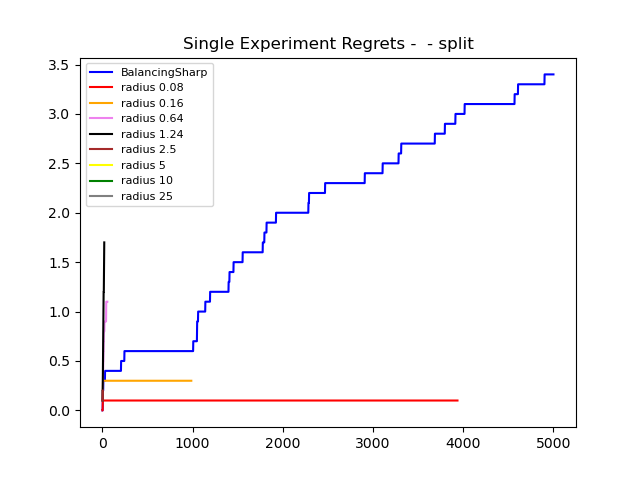 Single Experiment Regrets -  - split
3.5
3.0
2.5
2.0
1.5
1.0
0.5
0.0
BalancingSharp
radius 0.08
radius 0.16
radius 0.64
radius 1.24
radius 2.5
radius 5
radius 10
radius 25
0 1000 2000 3000 4000 5000